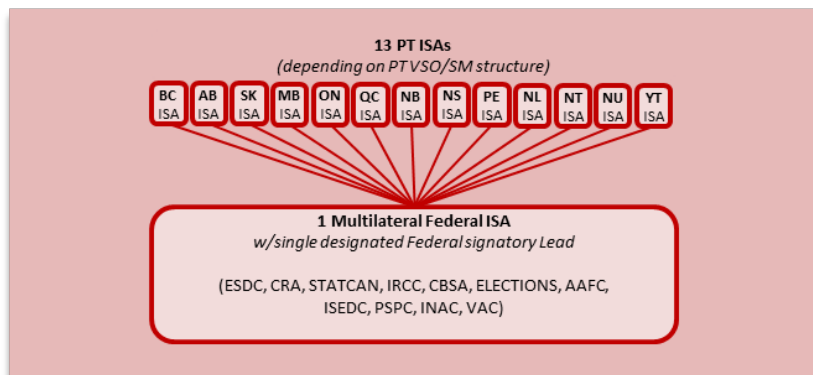 13 PT ISAs
(depending on PT VSO/SM structure)
BC AB SK MB ON QC NB NS PE NL NT NU YT
ISA ISA ISA ISA ISA ISA ISA ISA ISA ISA ISA ISA ISA
1 Multilateral Federal ISA
w/single designated Federal signatory Lead
(ESDC, CRA, STATCAN, IRCC, CBSA, ELECTIONS, AAFC,
ISEDC, PSPC, INAC, VAC)